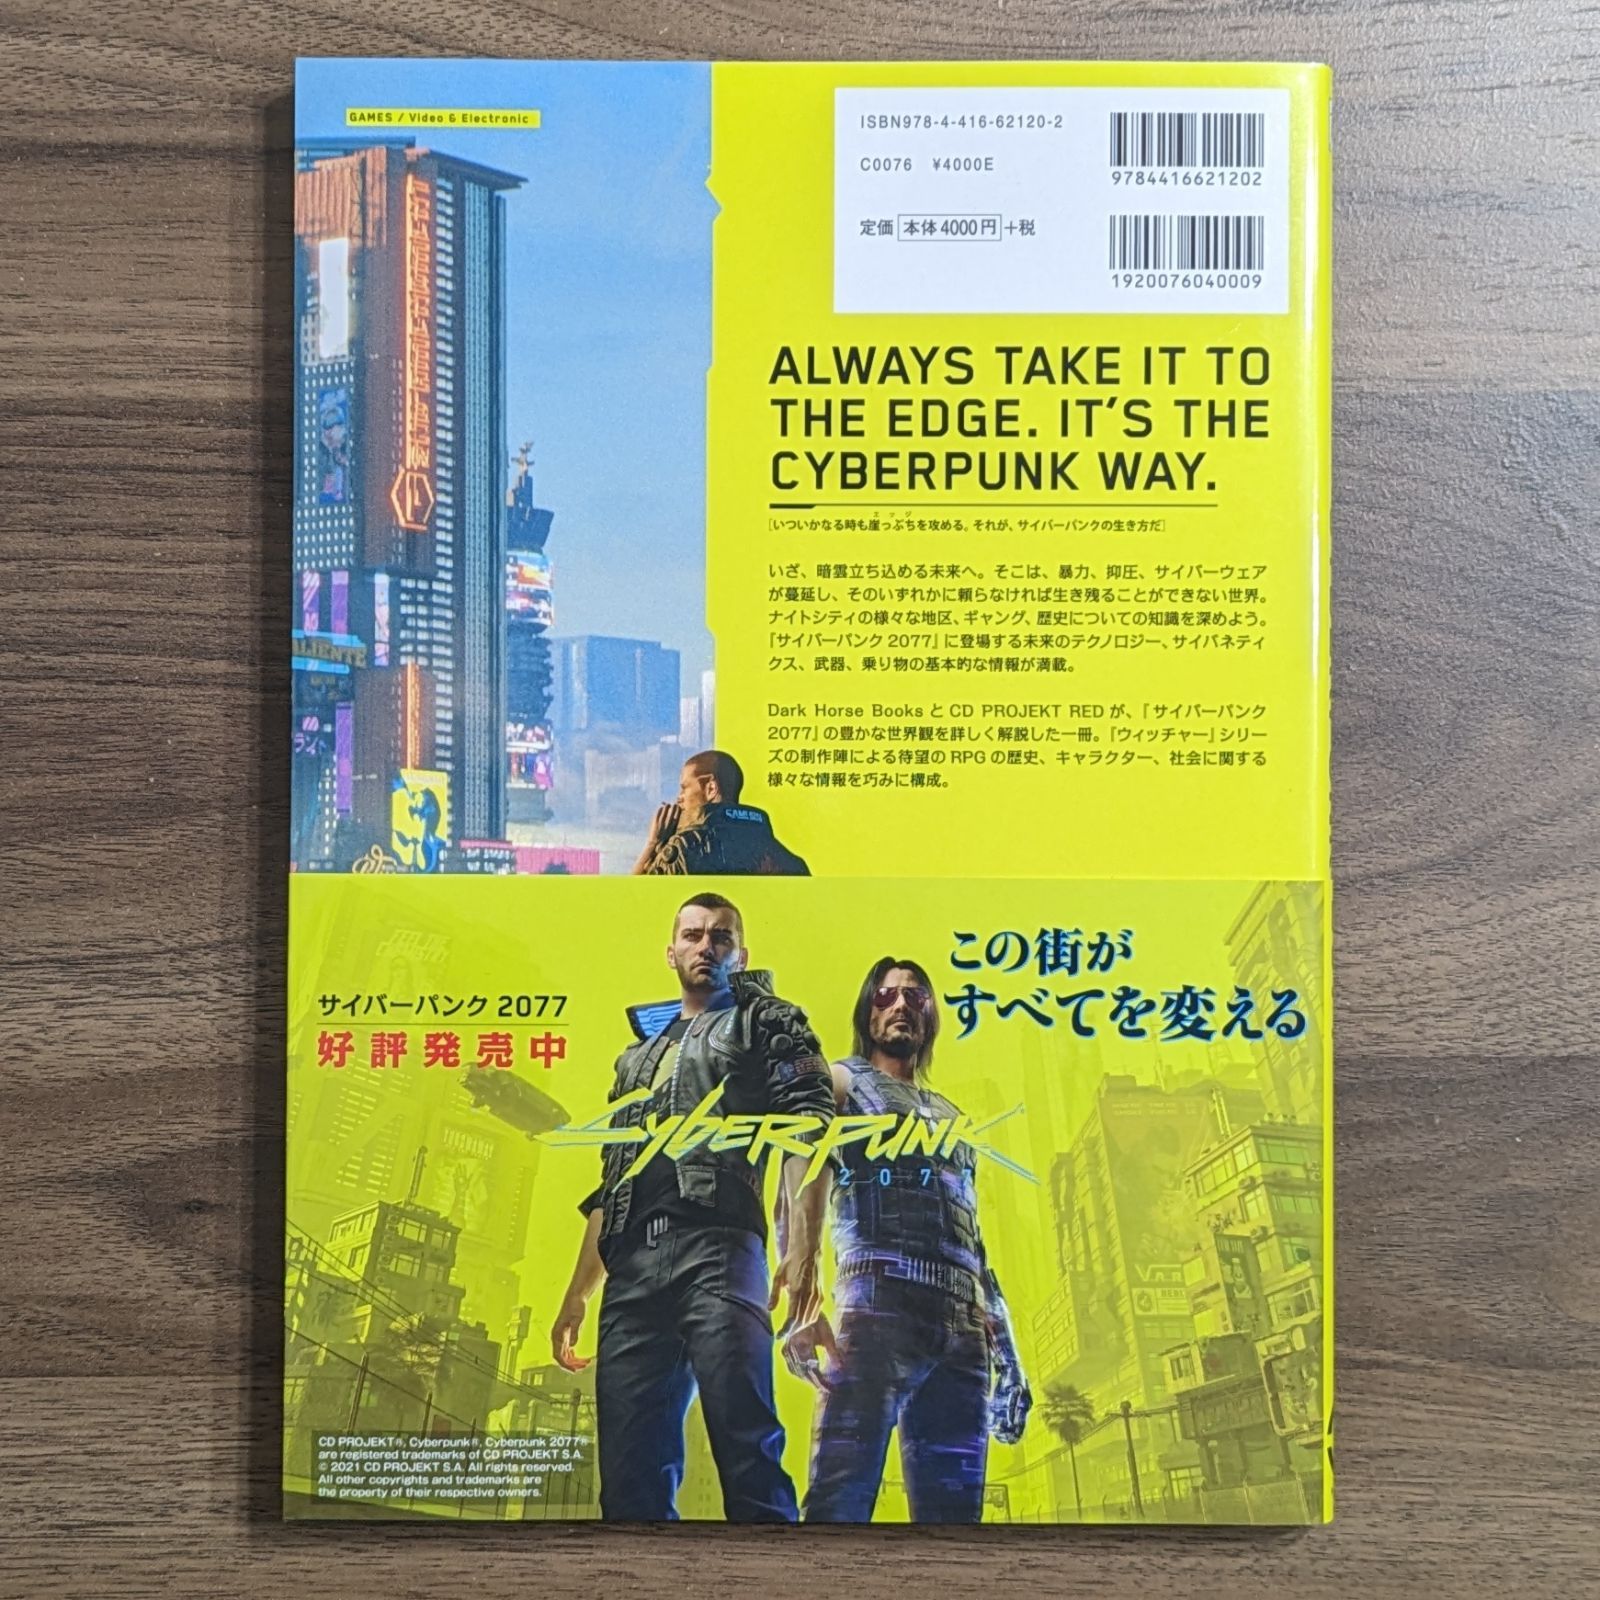 GAMES / Video & Electronic
ISBN978-4-416-62120-2
C0076 ¥4000E
定価 本体4000円+税
9784416621202
1920076040009
ALWAYS TAKE IT TO
THE EDGE. IT'S THE
CYBERPUNK WAY.
エッジ
[いついかなる時も崖っぷちを攻める。それが、サイバーパンクの生き方だ]
いざ、暗雲立ち込める未来へ。そこは、暴力、抑圧、サイバーウェア
が蔓延し、そのいずれかに頼らなければ生き残ることができない世界。
ナイトシティの様々な地区、ギャング、歴史についての知識を深めよう。
『サイバーパンク2077』に登場する未来のテクノロジー、サイバネティ
クス、武器、乗り物の基本的な情報が満載。
Dark Horse BooksとCD PROJEKT REDが、『サイバーパンク
2077』の豊かな世界観を詳しく解説した一冊。『ウィッチャー』シリー
ズの制作陣による待望のRPGの歴史、キャラクター、社会に関する
様々な情報を巧みに構成。
ALIENTE
SAMURAI
この街が
すべてを変える
サイバーパンク 2077
好評発売中
CYBERPUNK
2077
CD PROJEKT®, Cyberpunk®, Cyberpunk 2077®
are registered trademarks of CD PROJEKT S.A.
© 2021 CD PROJEKT S.A. All rights reserved.
All other copyrights and trademarks are
the property of their respective owners.